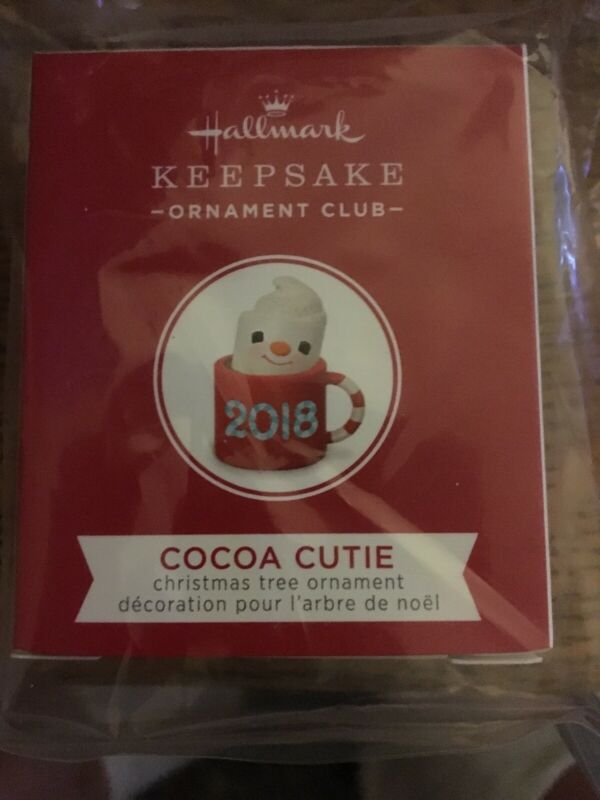 Hallmark
KEEPSAKE
-ORNAMENT CLUB-
2018
COCOA CUTIE
christmas tree ornament
décoration pour l'arbre de noël